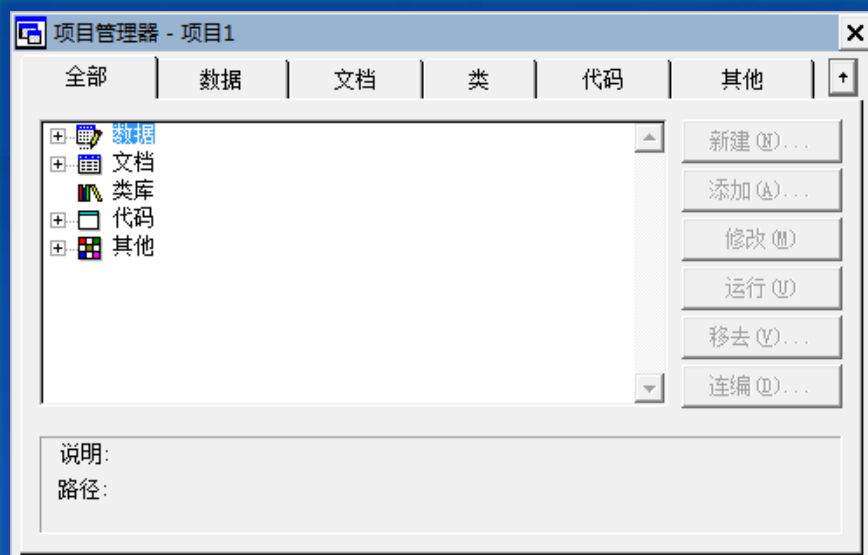 项目管理器 - 项目1
全部 数据 文档 类 代码 其他
数据
文档
类库
代码
其他
新建(N)...
添加(A)...
修改(M)
运行(U)
移去(V)...
连编(D)...
说明:
路径: